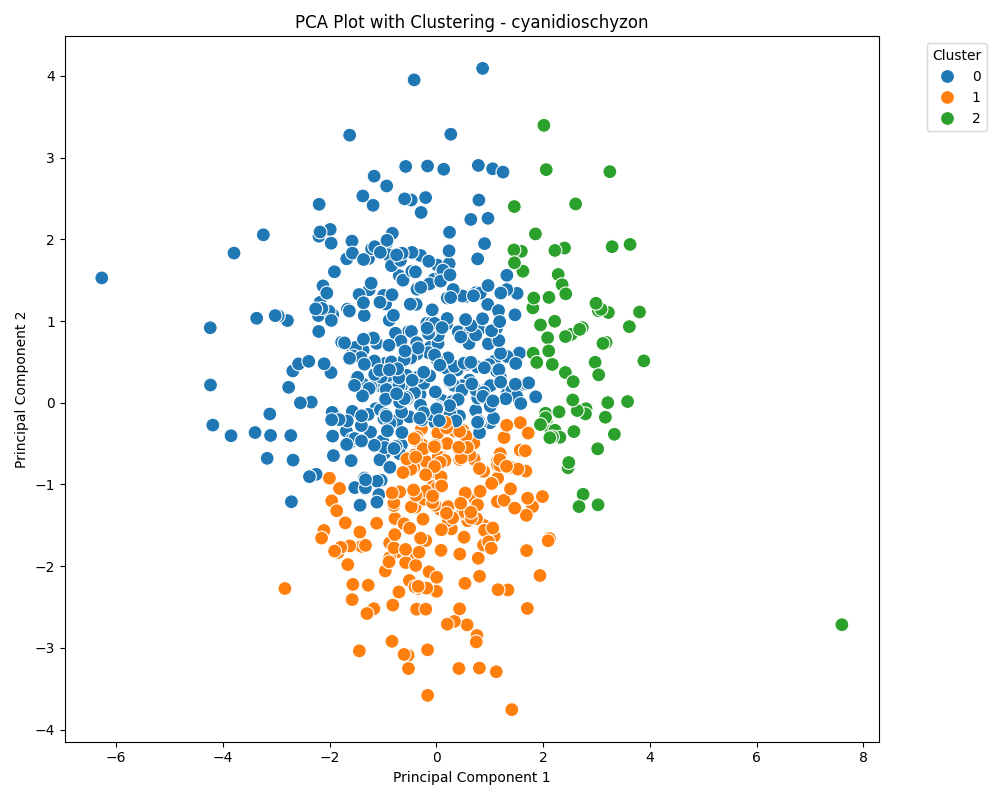 PCA Plot with Clustering - cyanidioschyzon
Cluster
0
1
2
4
3
2
1
0
−1
−2
−3
−4
Principal Component 2
−6 −4 −2 0 2 4 6 8
Principal Component 1